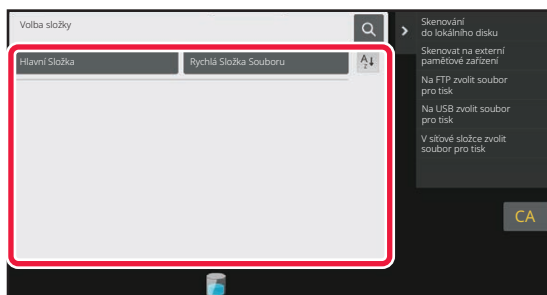 Volba složky
Hlavní Složka
Rychlá Složka Souboru
A
Z
Skenování
do lokálního disku
Skenovat na externí
paměťové zařízení
Na FTP zvolit soubor
pro tisk
Na USB zvolit soubor
pro tisk
V síťové složce zvolit
soubor pro tisk
CA